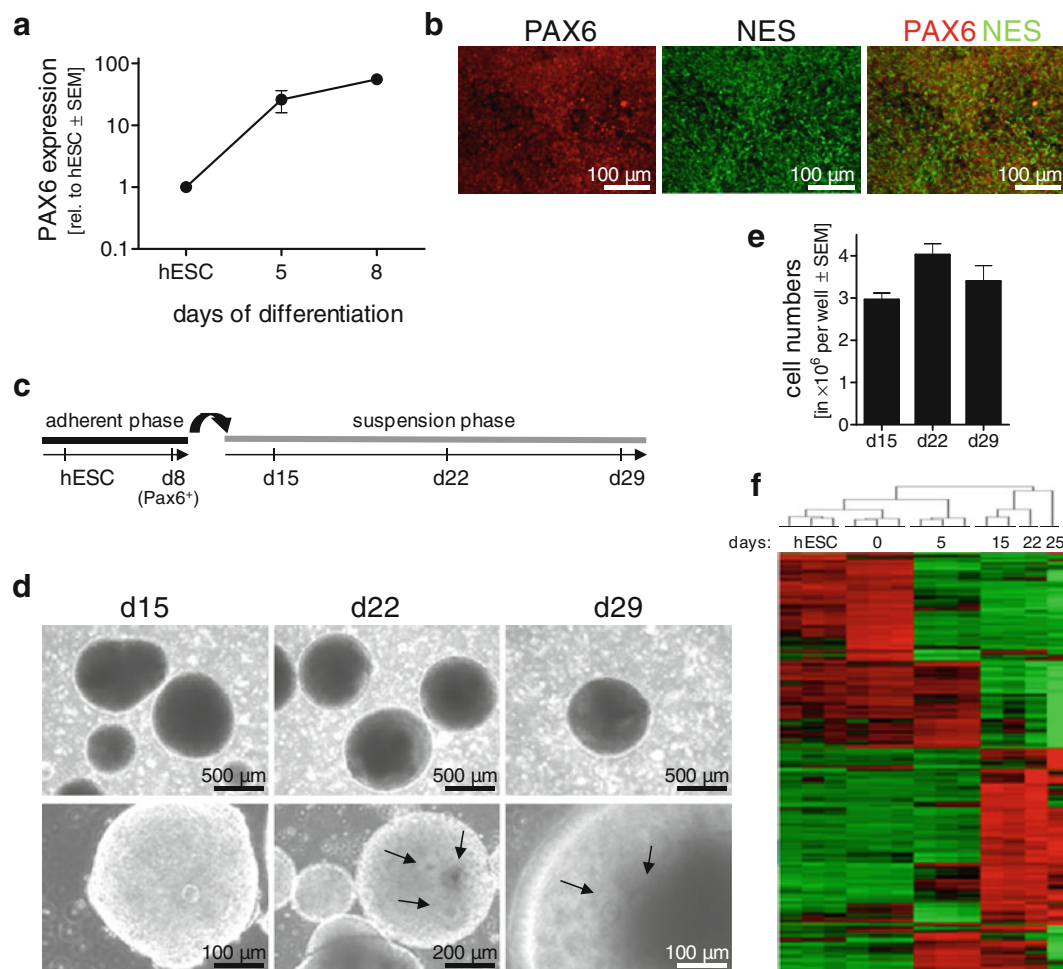 a
PAX6 expression
[rel. to hESC ± SEM]
100
10
1
0.1
hESC 5 8
days of differentiation
b
PAX6 NES PAX6 NES
100 µm 100 µm 100 µm
c
adherent phase suspension phase
hESC d8 d15 d22 d29
(Pax6⁺)
e
cell numbers
[in ×10⁶ per well ± SEM]
4
3
2
1
0
d15 d22 d29
d
d15 d22 d29
500 µm 500 µm 500 µm
100 µm 200 µm 100 µm
f
days: hESC 0 5 15 22 25